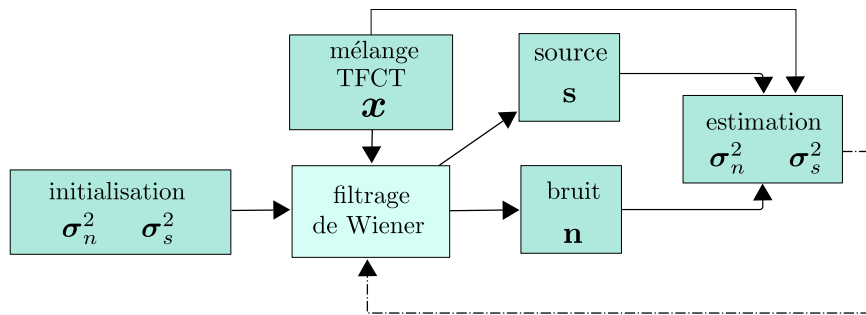 mélange
TFCT
x
source
s
estimation
σ²ₙ σ²ₛ
initialisation
σ²ₙ σ²ₛ
filtrage
de Wiener
bruit
n